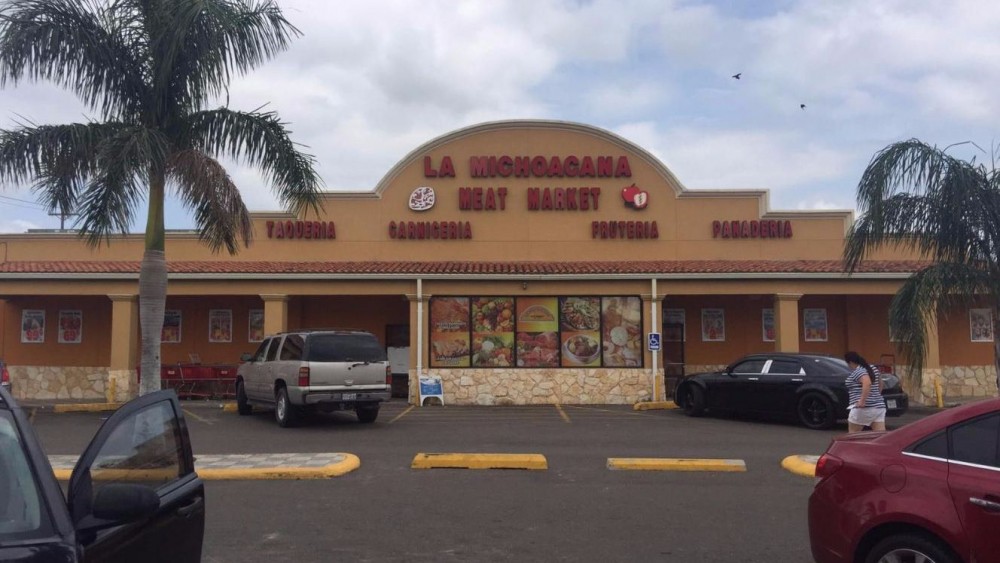 LA MICHOACANA
MEAT MARKET
TAQUERIA
CARNICERIA
FRUTERIA
PANADERIA